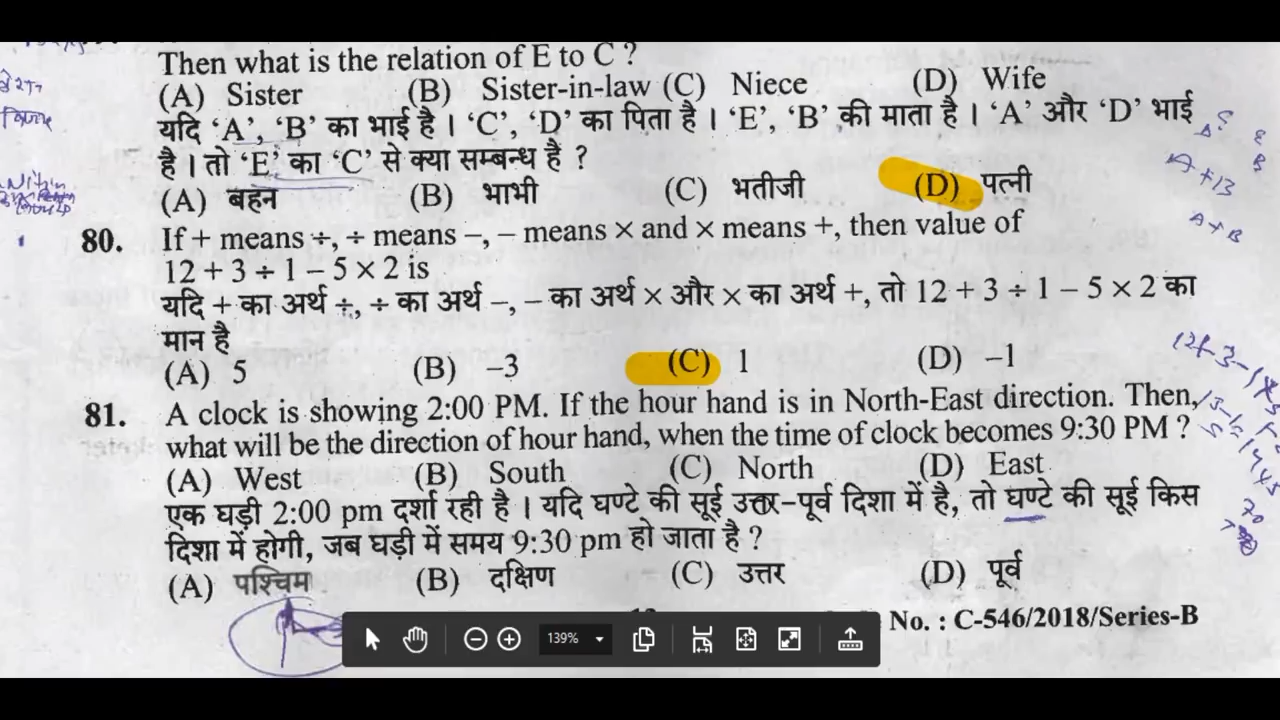 Then what is the relation of E to C ?
(A) Sister (B) Sister-in-law (C) Niece (D) Wife
यदि ‘A’, ‘B’ का भाई है । ‘C’, ‘D’ का पिता है । ‘E’, ‘B’ की माता है । ‘A’ और ‘D’ भाई
है । तो ‘E’ का ‘C’ से क्या सम्बन्ध है ?
(A) बहन (B) भाभी (C) भतीजी (D) पत्नी
80. If + means ÷, ÷ means –, – means × and × means +, then value of
12 + 3 ÷ 1 – 5 × 2 is
यदि + का अर्थ ÷, ÷ का अर्थ –, – का अर्थ × और × का अर्थ +, तो 12 + 3 ÷ 1 – 5 × 2 का
मान है
(A) 5 (B) –3 (C) 1 (D) –1
81. A clock is showing 2:00 PM. If the hour hand is in North-East direction. Then,
what will be the direction of hour hand, when the time of clock becomes 9:30 PM ?
(A) West (B) South (C) North (D) East
एक घड़ी 2:00 pm दर्शा रही है । यदि घण्टे की सूई उत्तर-पूर्व दिशा में है, तो घण्टे की सूई किस
दिशा में होगी, जब घड़ी में समय 9:30 pm हो जाता है ?
(A) पश्चिम (B) दक्षिण (C) उत्तर (D) पूर्व
No. : C-546/2018/Series-B
139%
A + B
A × B